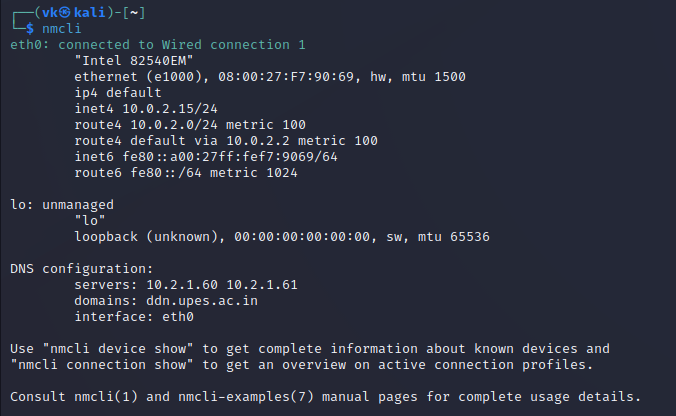 ┌──(vk㉿kali)-[~]
└─$ nmcli
eth0: connected to Wired connection 1
        "Intel 82540EM"
        ethernet (e1000), 08:00:27:F7:90:69, hw, mtu 1500
        ip4 default
        inet4 10.0.2.15/24
        route4 10.0.2.0/24 metric 100
        route4 default via 10.0.2.2 metric 100
        inet6 fe80::a00:27ff:fef7:9069/64
        route6 fe80::/64 metric 1024

lo: unmanaged
        "lo"
        loopback (unknown), 00:00:00:00:00:00, sw, mtu 65536

DNS configuration:
        servers: 10.2.1.60 10.2.1.61
        domains: ddn.upes.ac.in
        interface: eth0

Use "nmcli device show" to get complete information about known devices and
"nmcli connection show" to get an overview on active connection profiles.

Consult nmcli(1) and nmcli-examples(7) manual pages for complete usage details.